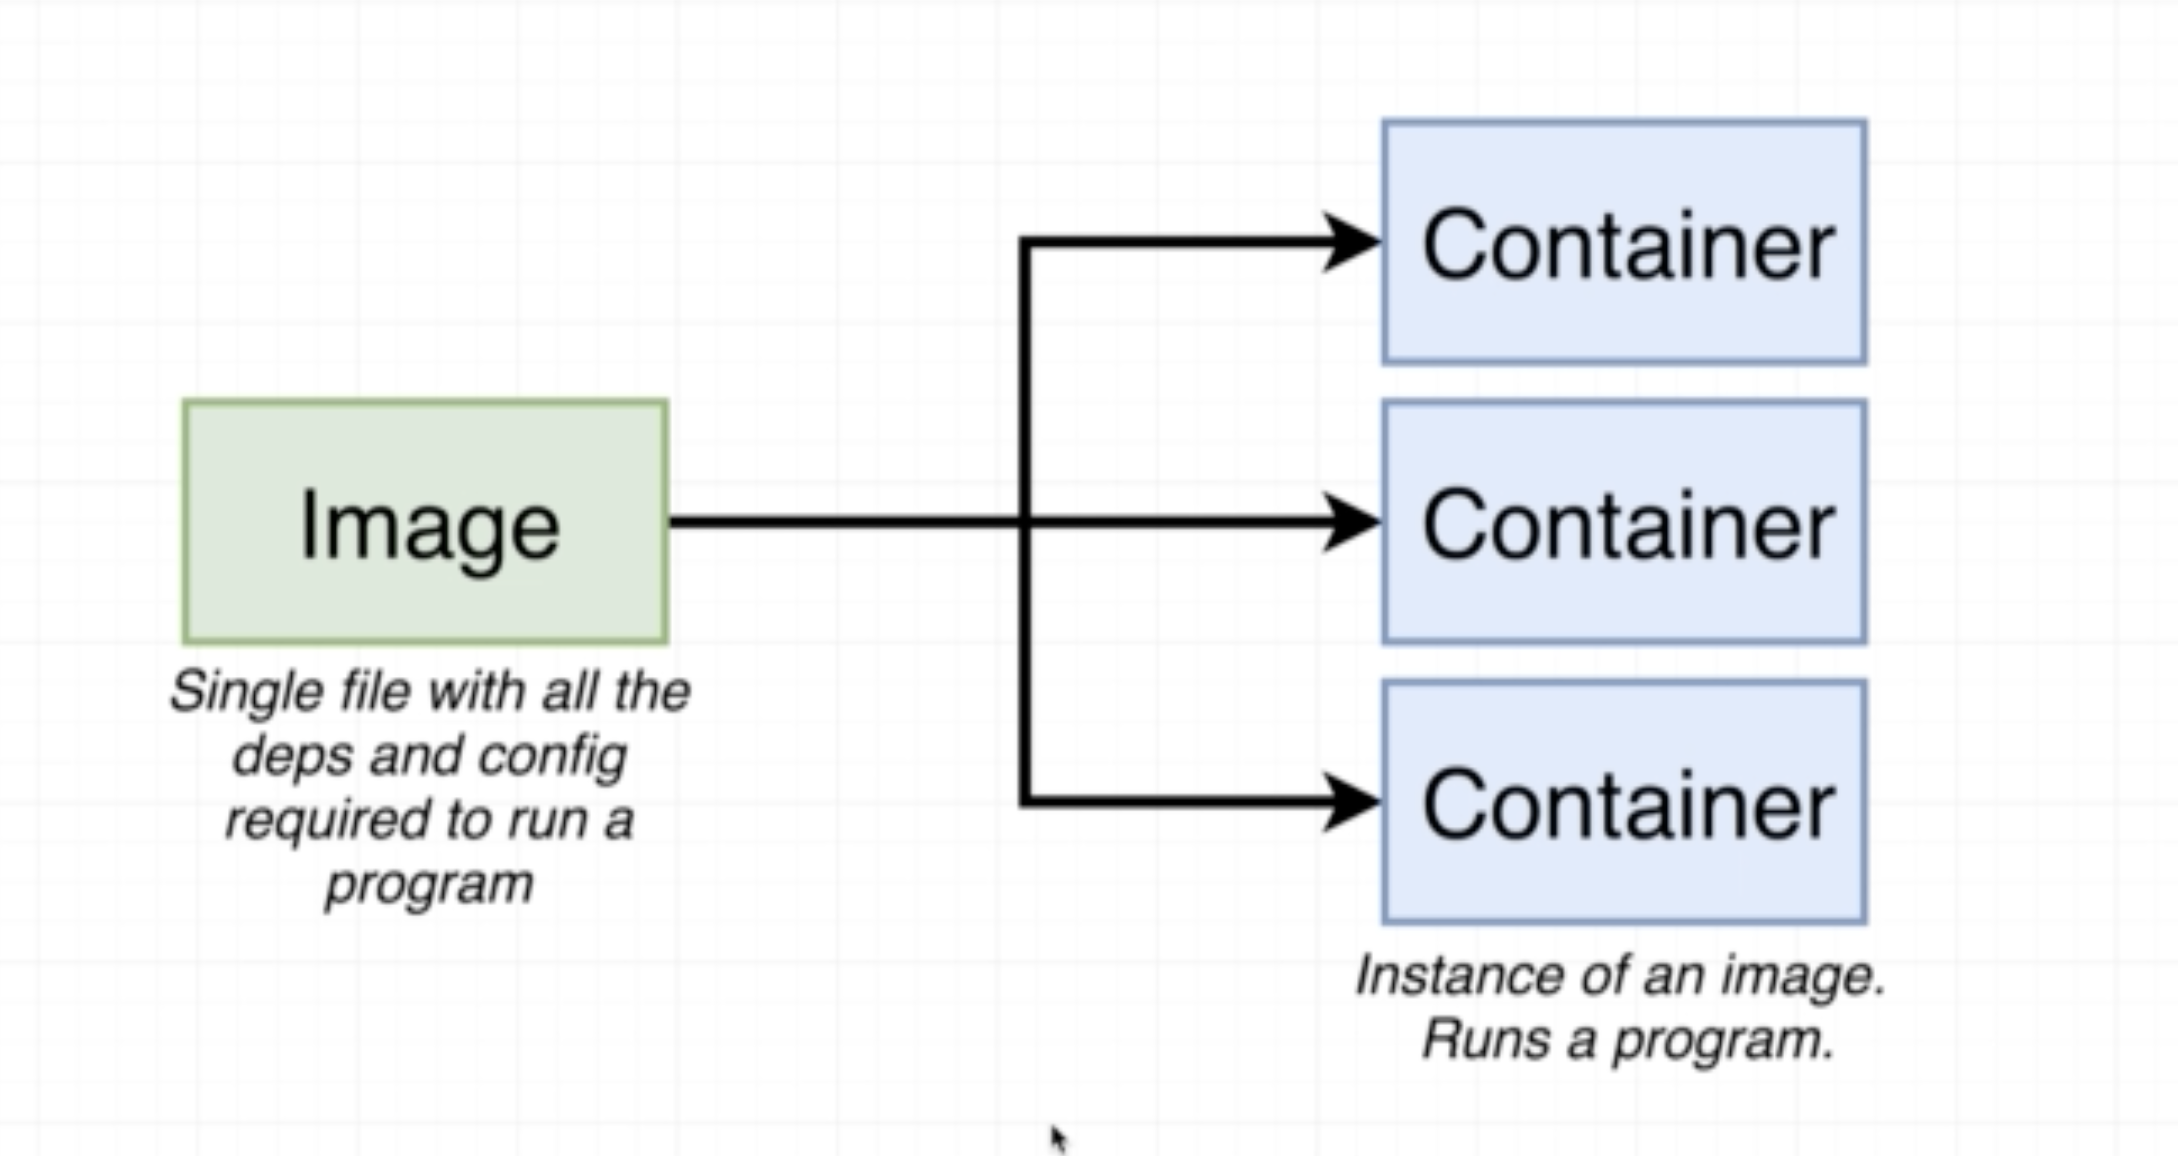 Image
Single file with all the
deps and config
required to run a
program
Container
Container
Container
Instance of an image.
Runs a program.